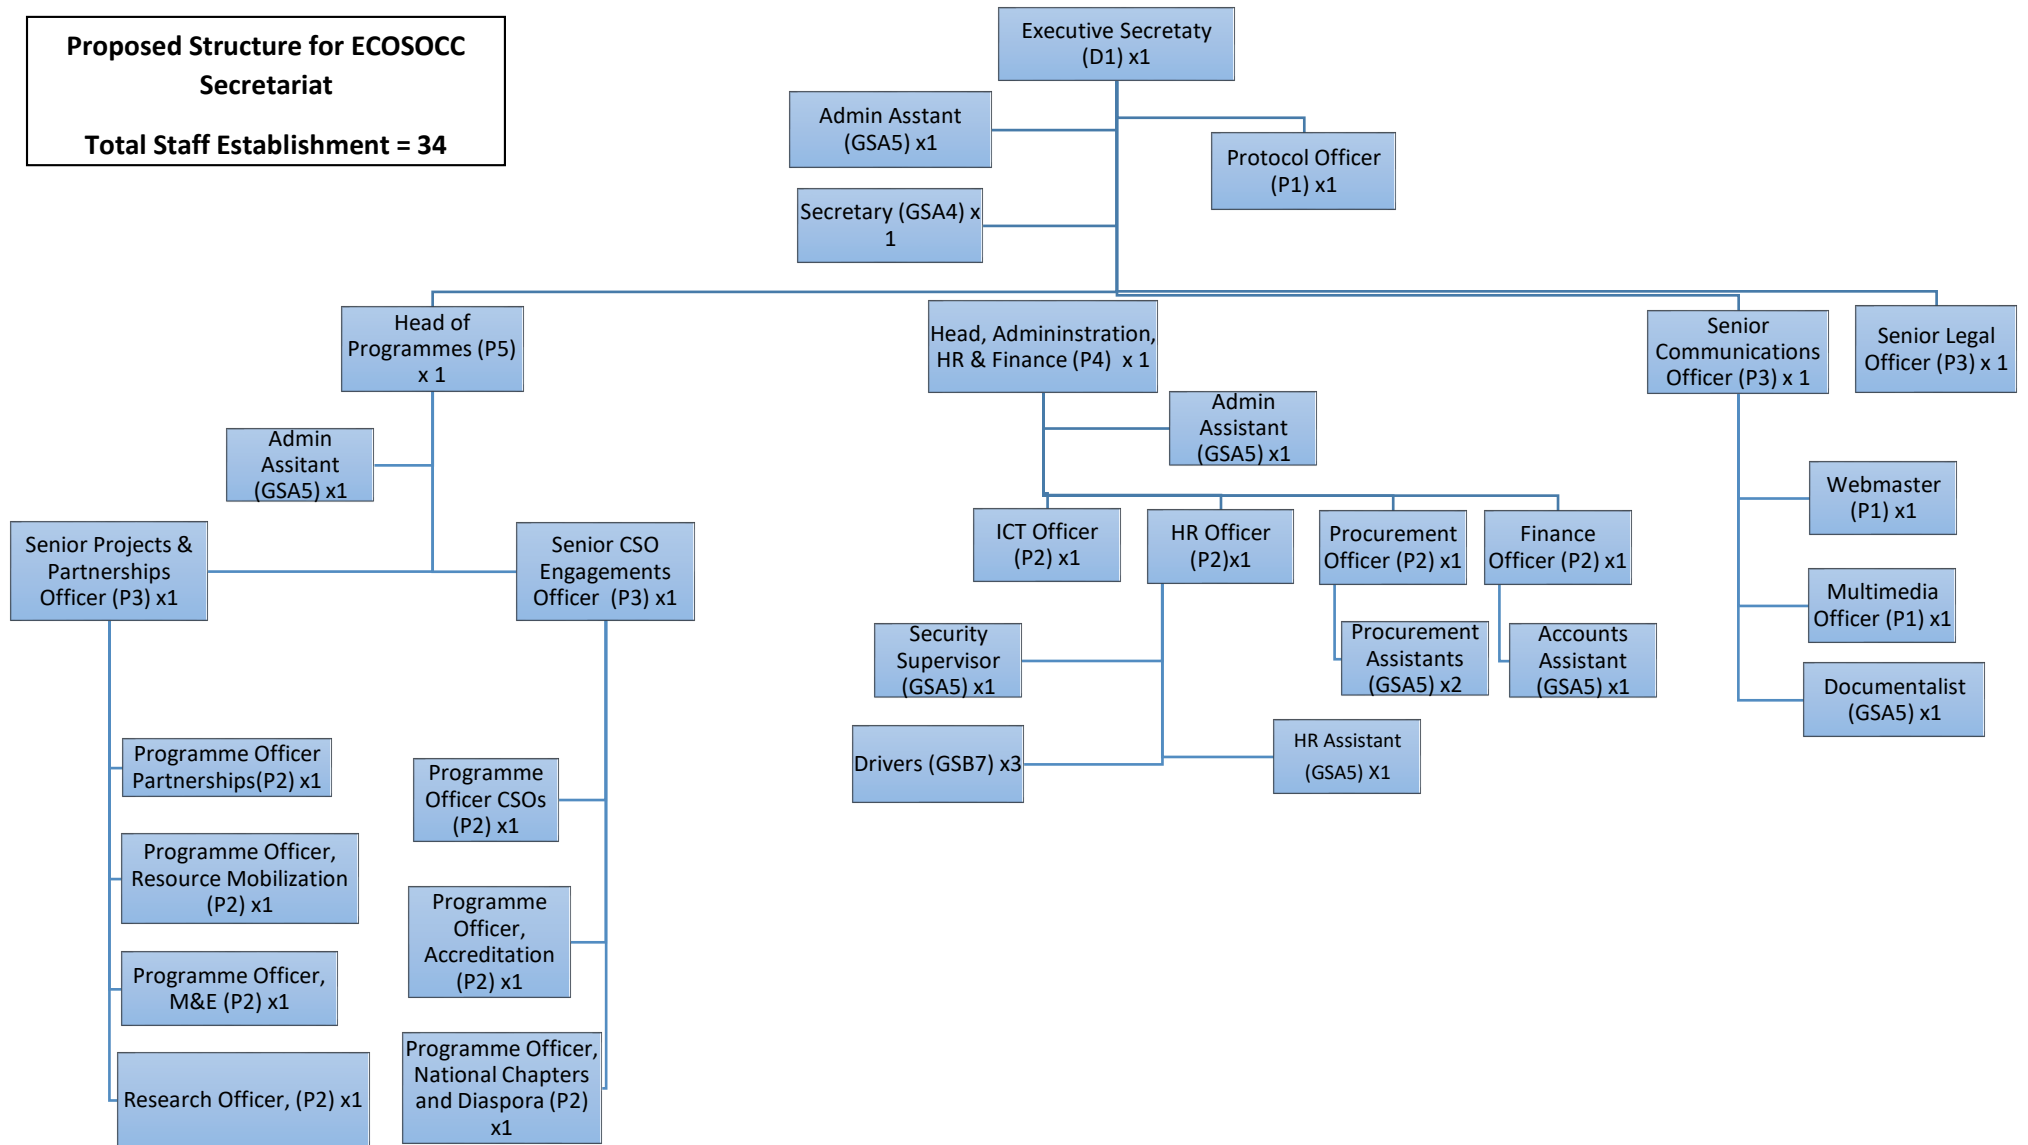 Proposed Structure for ECOSOCC
Secretariat
Total Staff Establishment = 34
Executive Secretaty
(D1) x1
Admin Asstant
(GSA5) x1
Protocol Officer
(P1) x1
Secretary (GSA4) x
1
Head of
Programmes (P5)
x 1
Head, Admininstration,
HR & Finance (P4) x 1
Senior
Communications
Officer (P3) x 1
Senior Legal
Officer (P3) x 1
Admin
Assitant
(GSA5) x1
Admin
Assistant
(GSA5) x1
Senior Projects &
Partnerships
Officer (P3) x1
Senior CSO
Engagements
Officer (P3) x1
ICT Officer
(P2) x1
HR Officer
(P2)x1
Procurement
Officer (P2) x1
Finance
Officer (P2) x1
Webmaster
(P1) x1
Multimedia
Officer (P1) x1
Documentalist
(GSA5) x1
Security
Supervisor
(GSA5) x1
Procurement
Assistants
(GSA5) x2
Accounts
Assistant
(GSA5) x1
Drivers (GSB7) x3
HR Assistant
(GSA5) X1
Programme Officer
Partnerships(P2) x1
Programme Officer,
Resource Mobilization
(P2) x1
Programme Officer,
M&E (P2) x1
Research Officer, (P2) x1
Programme
Officer CSOs
(P2) x1
Programme
Officer,
Accreditation
(P2) x1
Programme Officer,
National Chapters
and Diaspora (P2)
x1